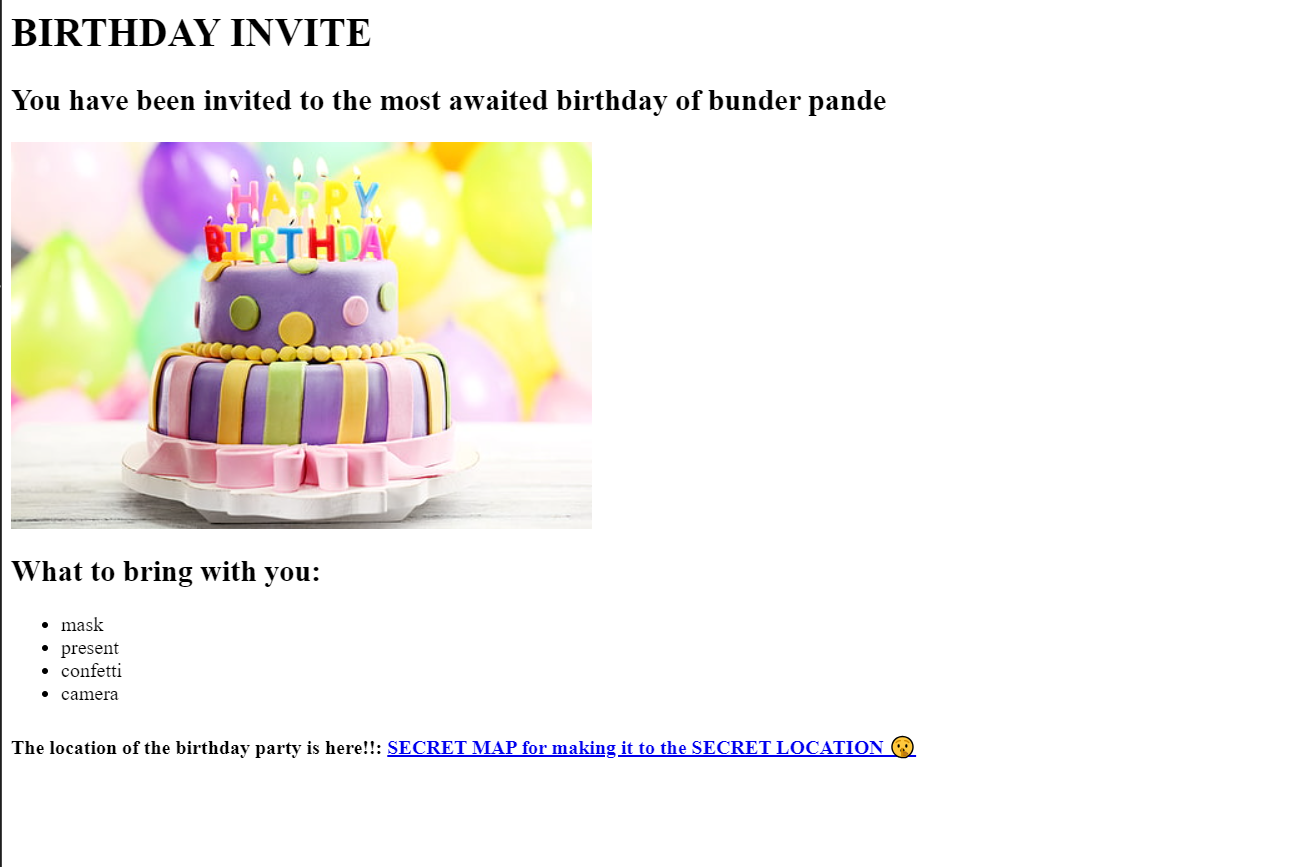 BIRTHDAY INVITE
You have been invited to the most awaited birthday of bunder pande
HAPPY
BIRTHDAY
What to bring with you:
mask
present
confetti
camera
The location of the birthday party is here!!: SECRET MAP for making it to the SECRET LOCATION 🤫